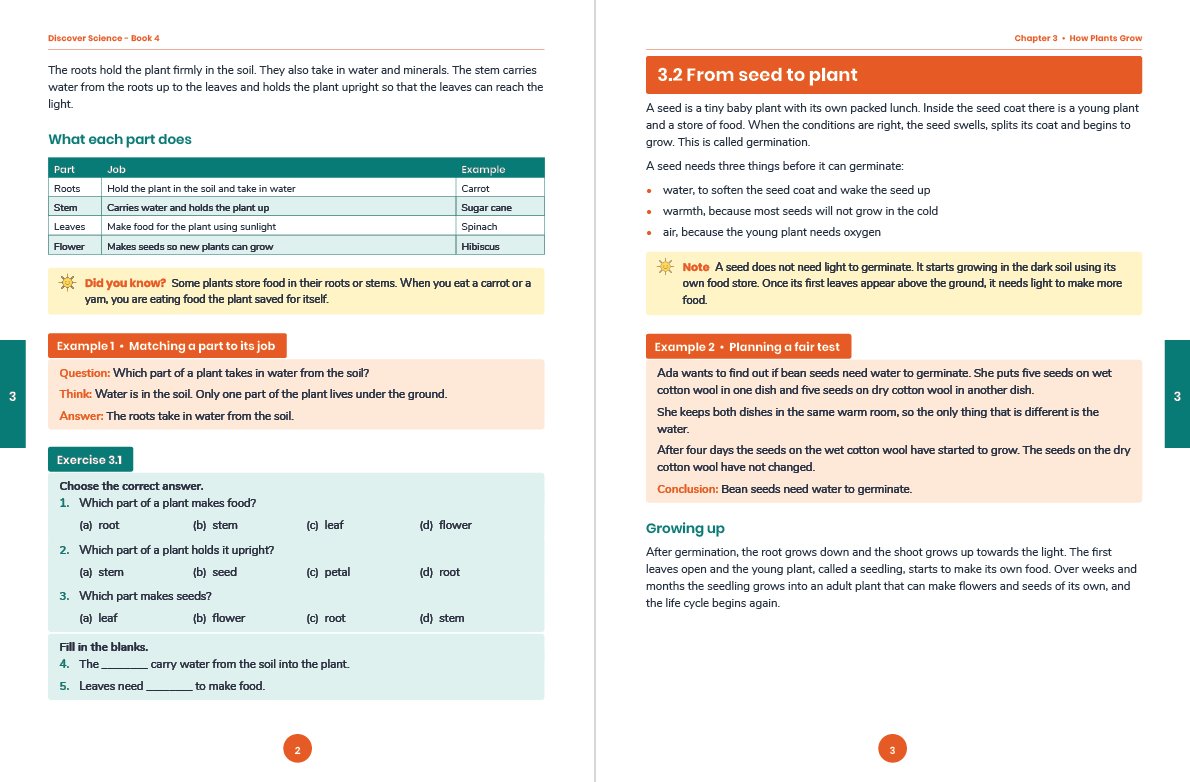 Discover Science - Book 4
The roots hold the plant firmly in the soil. They also take in water and minerals. The stem carries
water from the roots up to the leaves and holds the plant upright so that the leaves can reach the
light.
What each part does
Part Job Example
Roots Hold the plant in the soil and take in water Carrot
Stem Carries water and holds the plant up Sugar cane
Leaves Make food for the plant using sunlight Spinach
Flower Makes seeds so new plants can grow Hibiscus
Did you know? Some plants store food in their roots or stems. When you eat a carrot or a
yam, you are eating food the plant saved for itself.
Example 1 • Matching a part to its job
Question: Which part of a plant takes in water from the soil?
Think: Water is in the soil. Only one part of the plant lives under the ground.
Answer: The roots take in water from the soil.
3
Exercise 3.1
Choose the correct answer.
1. Which part of a plant makes food?
(a) root (b) stem (c) leaf (d) flower
2. Which part of a plant holds it upright?
(a) stem (b) seed (c) petal (d) root
3. Which part makes seeds?
(a) leaf (b) flower (c) root (d) stem
Fill in the blanks.
4. The ________ carry water from the soil into the plant.
5. Leaves need ________ to make food.
2
Chapter 3 • How Plants Grow
3.2 From seed to plant
A seed is a tiny baby plant with its own packed lunch. Inside the seed coat there is a young plant
and a store of food. When the conditions are right, the seed swells, splits its coat and begins to
grow. This is called germination.
A seed needs three things before it can germinate:
• water, to soften the seed coat and wake the seed up
• warmth, because most seeds will not grow in the cold
• air, because the young plant needs oxygen
Note A seed does not need light to germinate. It starts growing in the dark soil using its
own food store. Once its first leaves appear above the ground, it needs light to make more
food.
Example 2 • Planning a fair test
Ada wants to find out if bean seeds need water to germinate. She puts five seeds on wet
cotton wool in one dish and five seeds on dry cotton wool in another dish.
She keeps both dishes in the same warm room, so the only thing that is different is the
water.
After four days the seeds on the wet cotton wool have started to grow. The seeds on the dry
cotton wool have not changed.
Conclusion: Bean seeds need water to germinate.
3
Growing up
After germination, the root grows down and the shoot grows up towards the light. The first
leaves open and the young plant, called a seedling, starts to make its own food. Over weeks and
months the seedling grows into an adult plant that can make flowers and seeds of its own, and
the life cycle begins again.
3